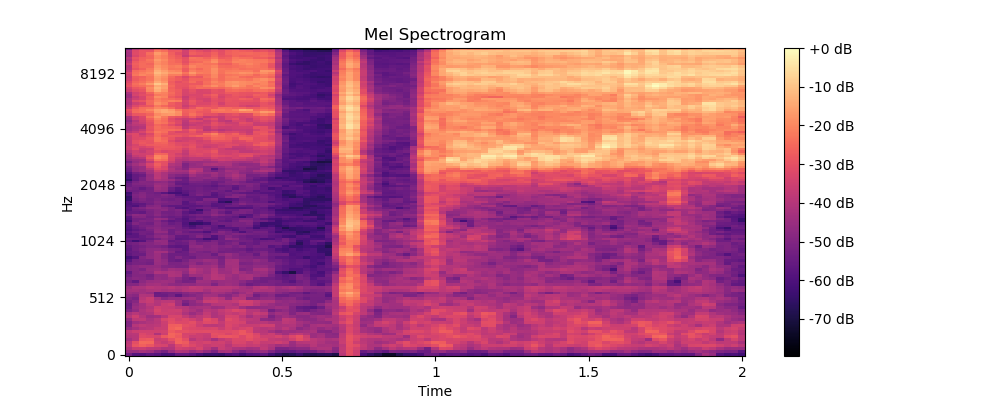 Mel Spectrogram
Hz
8192
4096
2048
1024
512
0
0 0.5 1 1.5 2
Time
+0 dB
-10 dB
-20 dB
-30 dB
-40 dB
-50 dB
-60 dB
-70 dB